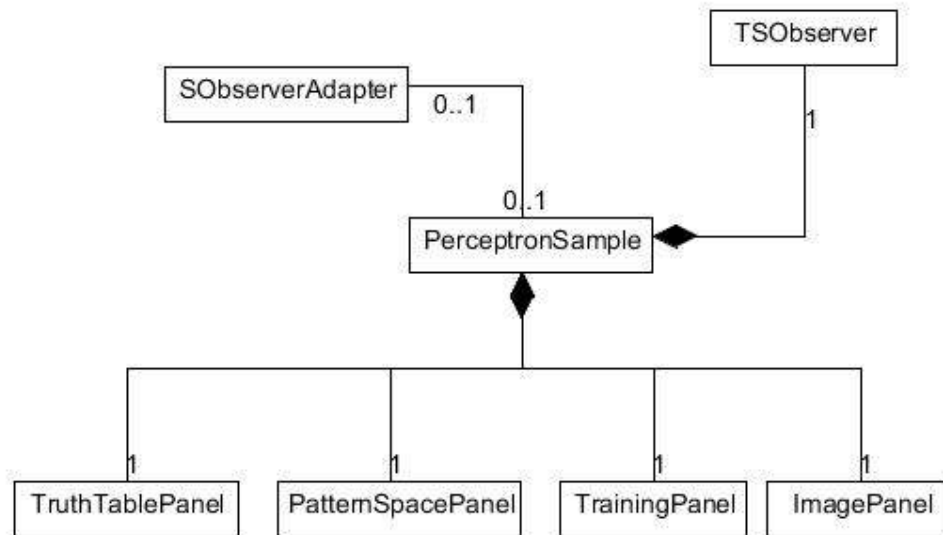 TSObserver
SObserverAdapter
0..1
1
0..1
PerceptronSample
1
1
1
1
TruthTablePanel
PatternSpacePanel
TrainingPanel
ImagePanel